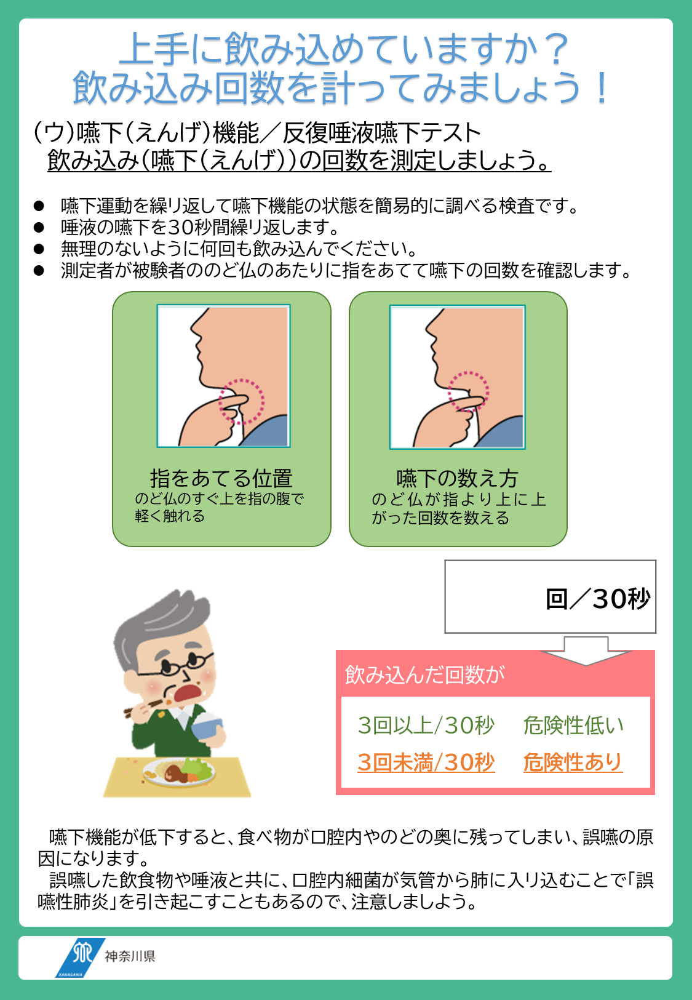 上手に飲み込めていますか？
飲み込み回数を計ってみましょう！
（ウ）嚥下（えんげ）機能／反復唾液嚥下テスト
飲み込み（嚥下（えんげ））の回数を測定しましょう。
● 嚥下運動を繰り返して嚥下機能の状態を簡易的に調べる検査です。
● 唾液の嚥下を30秒間繰り返します。
● 無理のないように何回も飲み込んでください。
● 測定者が被験者ののど仏のあたりに指をあてて嚥下の回数を確認します。
指をあてる位置
のど仏のすぐ上を指の腹で
軽く触れる
嚥下の数え方
のど仏が指より上に上
がった回数を数える
回／30秒
飲み込んだ回数が
3回以上/30秒 危険性低い
3回未満/30秒 危険性あり
嚥下機能が低下すると、食べ物が口腔内やのどの奥に残ってしまい、誤嚥の原
因になります。
誤嚥した飲食物や唾液と共に、口腔内細菌が気管から肺に入り込むことで「誤
嚥性肺炎」を引き起こすこともあるので、注意しましよう。
KANAGAWA
神奈川県